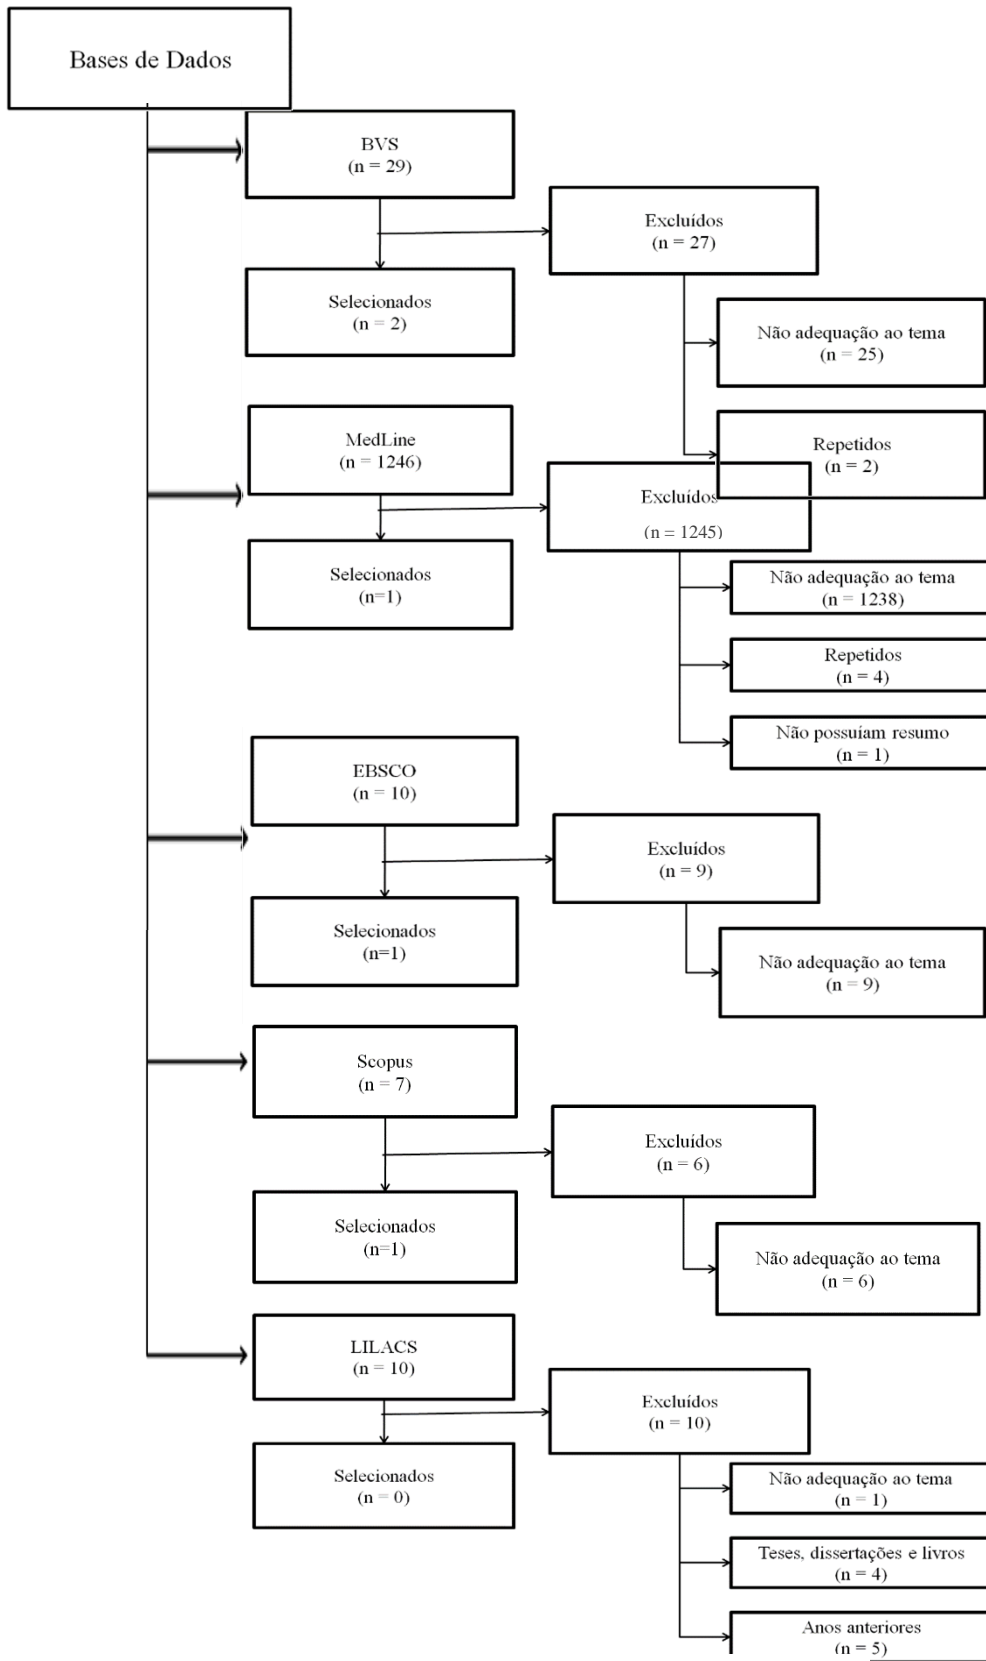 Bases de Dados
BVS
(n = 29)
Excluídos
(n = 27)
Selecionados
(n = 2)
Não adequação ao tema
(n = 25)
Repetidos
(n = 2)
MedLine
(n = 1246)
Excluídos
(n = 1245)
Selecionados
(n=1)
Não adequação ao tema
(n = 1238)
Repetidos
(n = 4)
Não possuíam resumo
(n = 1)
EBSCO
(n = 10)
Excluídos
(n = 9)
Selecionados
(n=1)
Não adequação ao tema
(n = 9)
Scopus
(n = 7)
Excluídos
(n = 6)
Selecionados
(n=1)
Não adequação ao tema
(n = 6)
LILACS
(n = 10)
Excluídos
(n = 10)
Selecionados
(n = 0)
Não adequação ao tema
(n = 1)
Teses, dissertações e livros
(n = 4)
Anos anteriores
(n = 5)